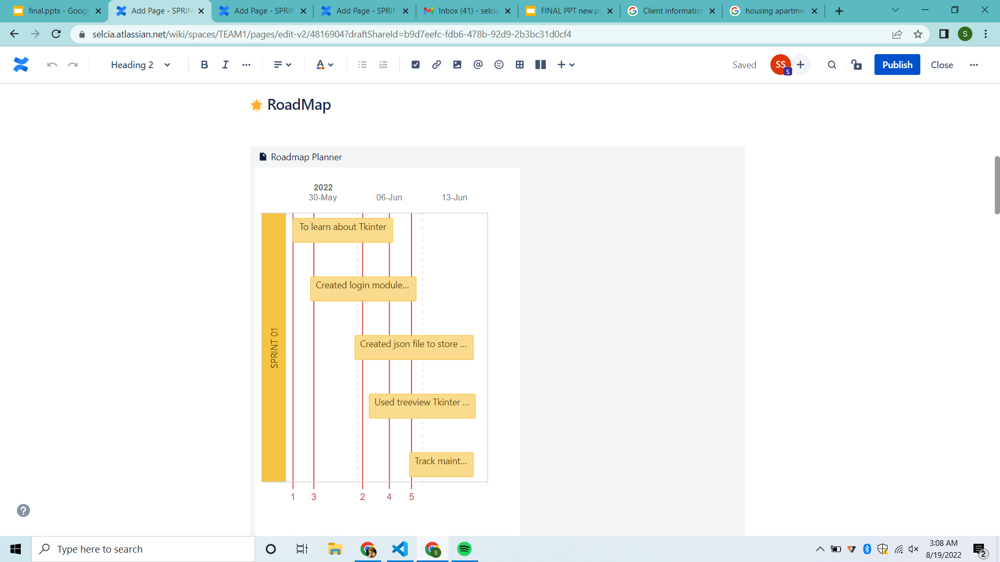 final.pptx - Google
Add Page - SPRIN
Add Page - SPRIN
Add Page - SPRIN
Inbox (41) - selcia
FINAL PPT new.p
Client information
housing apartme
selcia.atlassian.net/wiki/spaces/TEAM1/pages/edit-v2/4816904?draftShareId=b9d7eefc-fdb6-478b-92d9-2b3bc31d0cf4
S
Heading 2
B
I
A
Saved
SS
S
Publish
Close
RoadMap
Roadmap Planner
2022
30-May
06-Jun
13-Jun
SPRINT 01
To learn about Tkinter
Created login module...
Created json file to store ...
Used treeview Tkinter ...
Track maint...
1
3
2
4
5
?
Type here to search
S
3:08 AM
8/19/2022
2